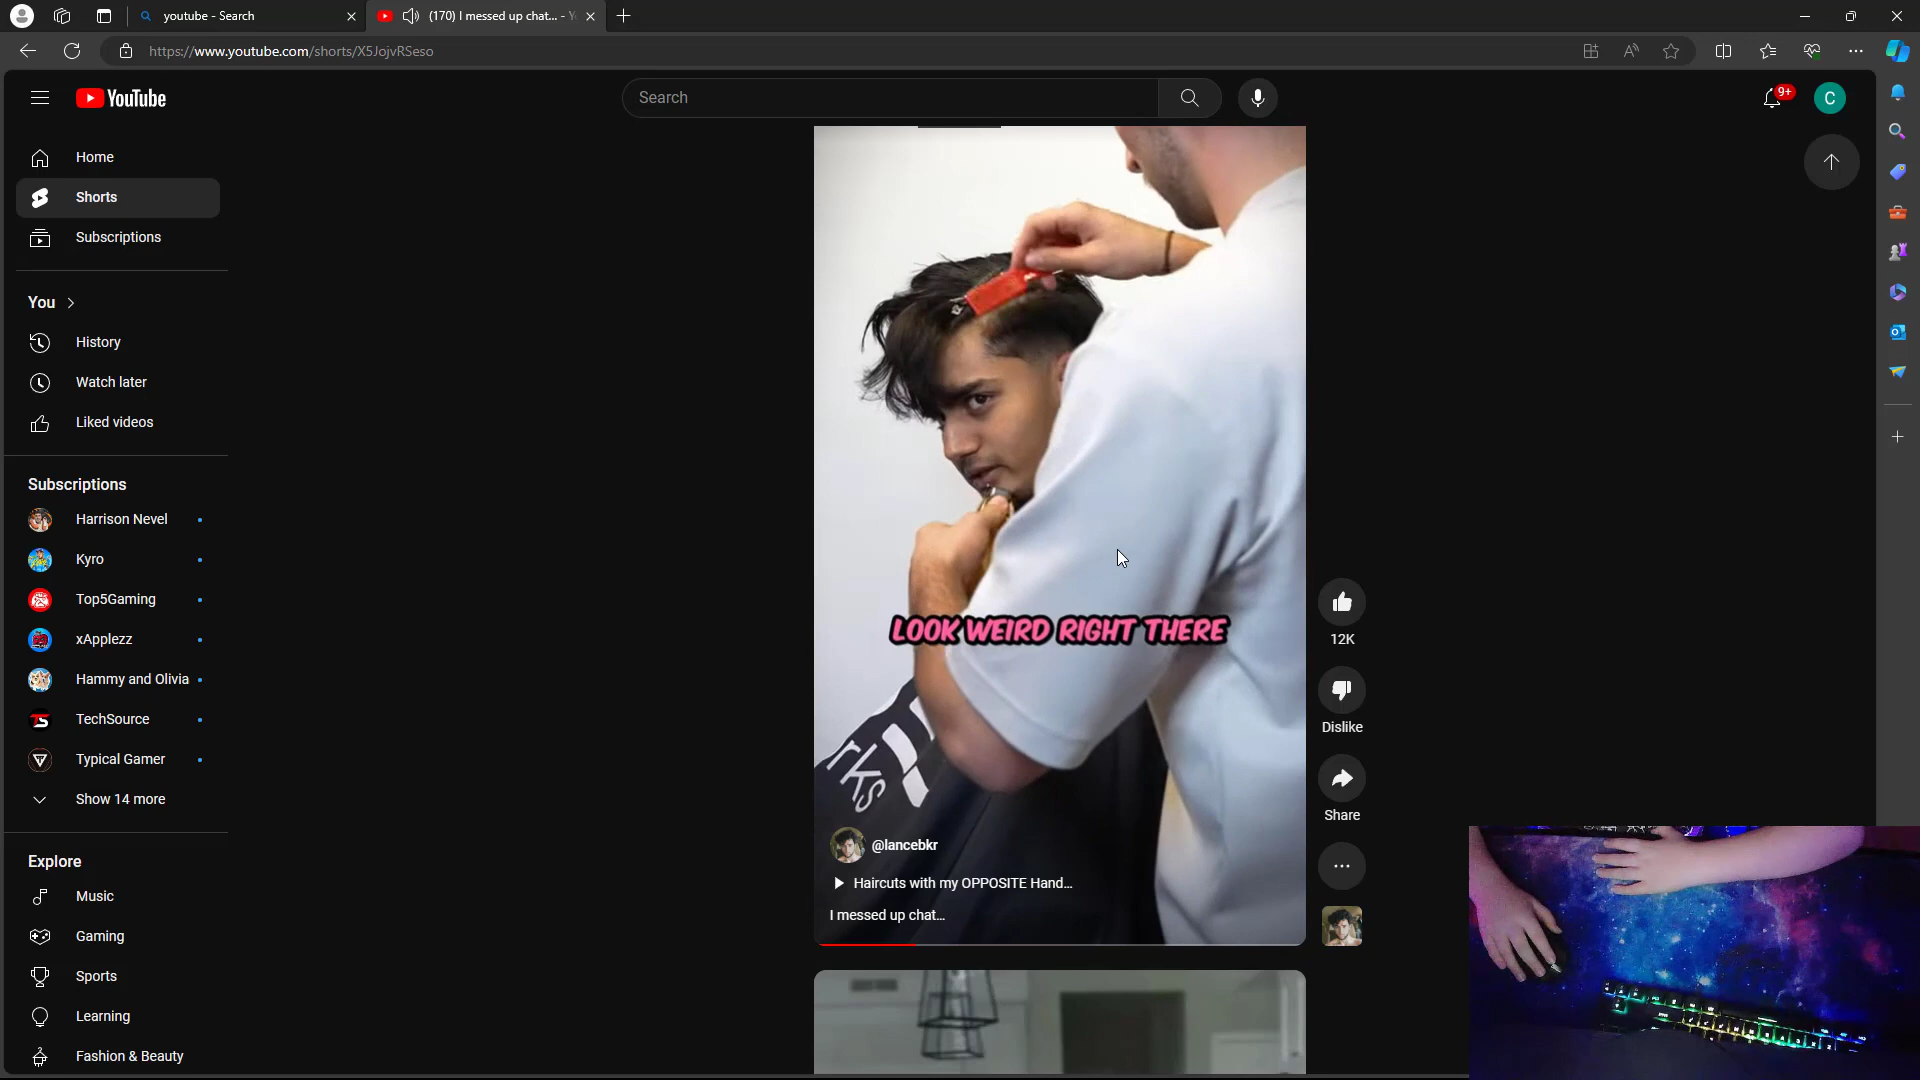 youtube - Search
(170) I messed up chat... - Y
https://www.youtube.com/shorts/X5JojvRSeso
YouTube
Search
9+
C
Home
Shorts
Subscriptions
You
History
Watch later
Liked videos
Subscriptions
Harrison Nevel
Kyro
Top5Gaming
xApplezz
Hammy and Olivia
TechSource
Typical Gamer
Show 14 more
Explore
Music
Gaming
Sports
Learning
Fashion & Beauty
LOOK WEIRD RIGHT THERE
rks
@lancebkr
Haircuts with my OPPOSITE Hand...
I messed up chat...
12K
Dislike
Share